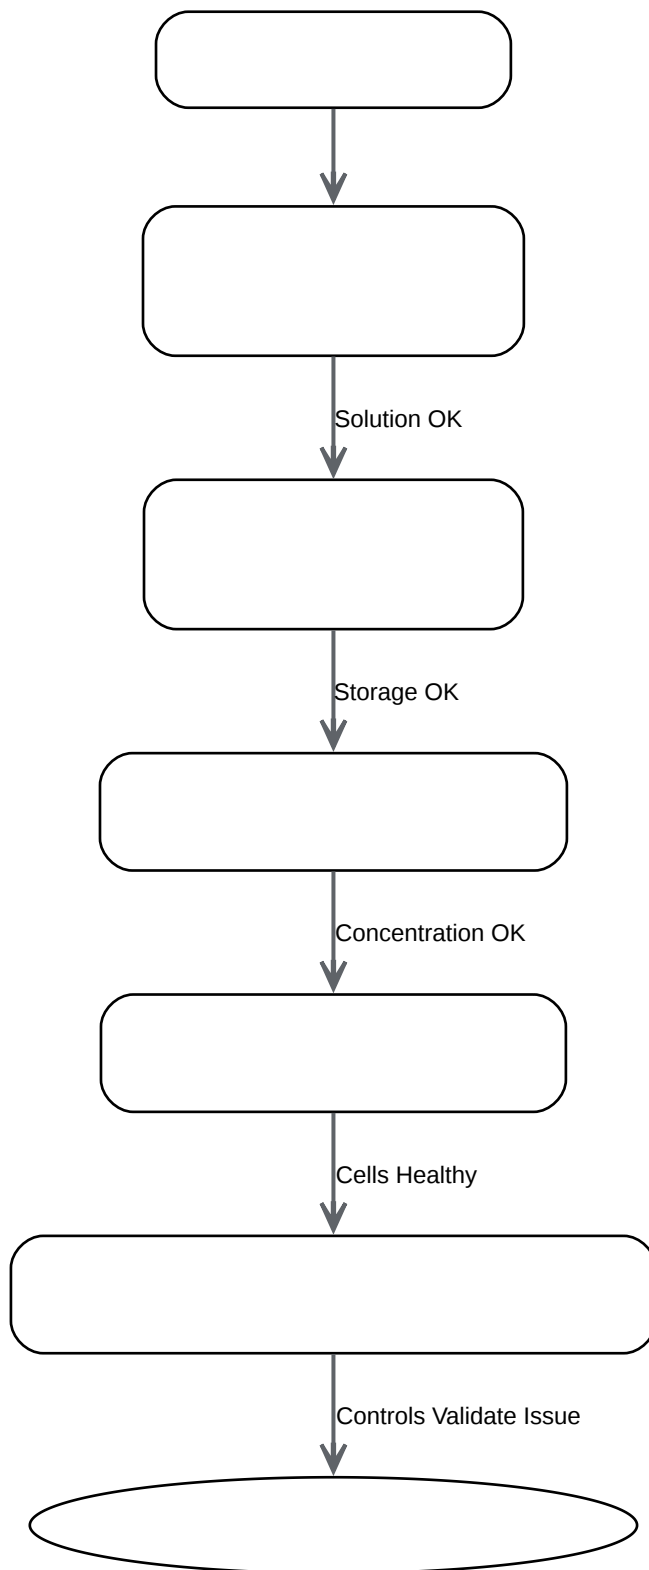 Solution OK
Storage OK
Concentration OK
Cells Healthy
Controls Validate Issue